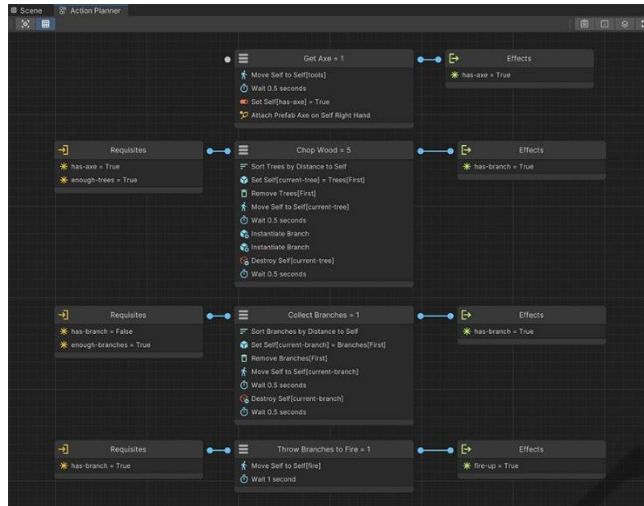 Scene
Action Planner
Get Axe = 1
Move Self to Self[tools]
Wait 0.5 seconds
Set Self[has-axe] = True
Attach Prefab Axe on Self Right Hand
Effects
has-axe = True
Requisites
has-axe = True
enough-trees = True
Chop Wood = 5
Sort Trees by Distance to Self
Set Self[current-tree] = Trees[First]
Remove Trees[First]
Move Self to Self[current-tree]
Wait 0.5 seconds
Instantiate Branch
Instantiate Branch
Destroy Self[current-tree]
Wait 0.5 seconds
Effects
has-branch = True
Requisites
has-branch = False
enough-branches = True
Collect Branches = 1
Sort Branches by Distance to Self
Set Self[current-branch] = Branches[First]
Remove Branches[First]
Move Self to Self[current-branch]
Wait 0.5 seconds
Destroy Self[current-branch]
Wait 0.5 seconds
Effects
has-branch = True
Requisites
has-branch = True
Throw Branches to Fire = 1
Move Self to Self[fire]
Wait 1 second
Effects
fire-up = True